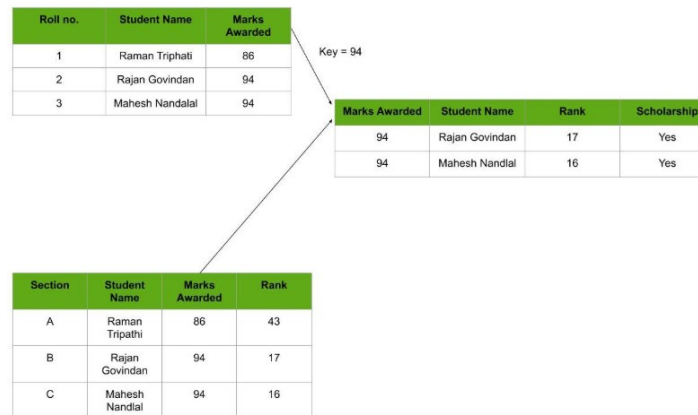 Roll no. Student Name Marks Awarded
1 Raman Triphati 86
2 Rajan Govindan 94
3 Mahesh Nandalal 94
Key = 94
Marks Awarded Student Name Rank Scholarship
94 Rajan Govindan 17 Yes
94 Mahesh Nandlal 16 Yes
Section Student Name Marks Awarded Rank
A Raman Tripathi 86 43
B Rajan Govindan 94 17
C Mahesh Nandlal 94 16